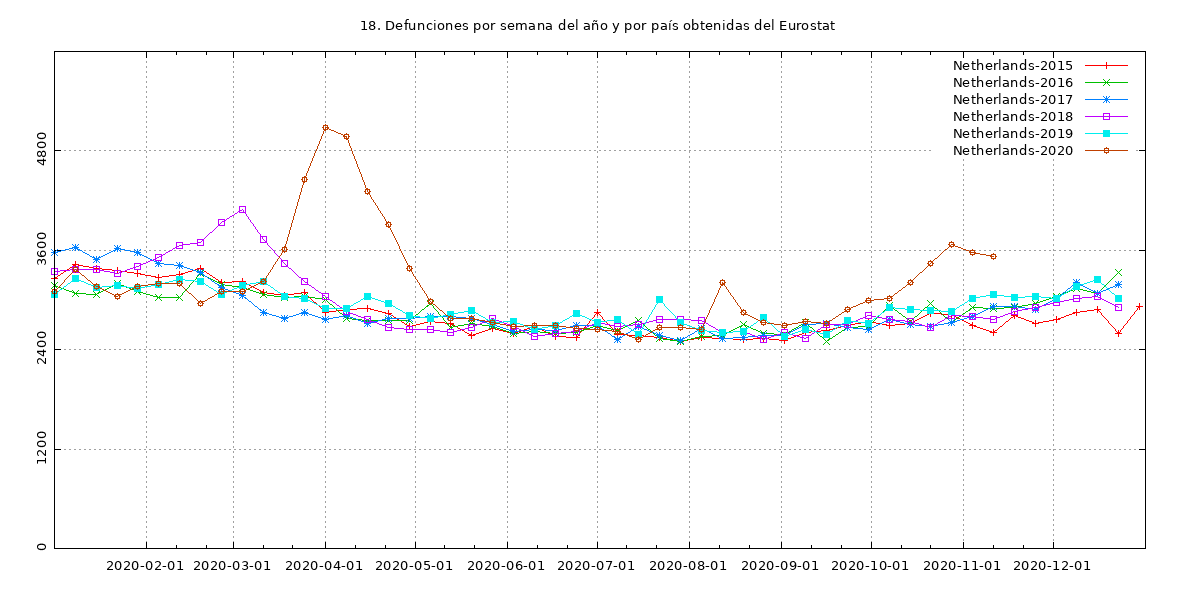 18. Defunciones por semana del año y por país obtenidas del Eurostat
Netherlands-2015
Netherlands-2016
Netherlands-2017
Netherlands-2018
Netherlands-2019
Netherlands-2020
4800
3600
2400
1200
0
2020-02-01 2020-03-01 2020-04-01 2020-05-01 2020-06-01 2020-07-01 2020-08-01 2020-09-01 2020-10-01 2020-11-01 2020-12-01